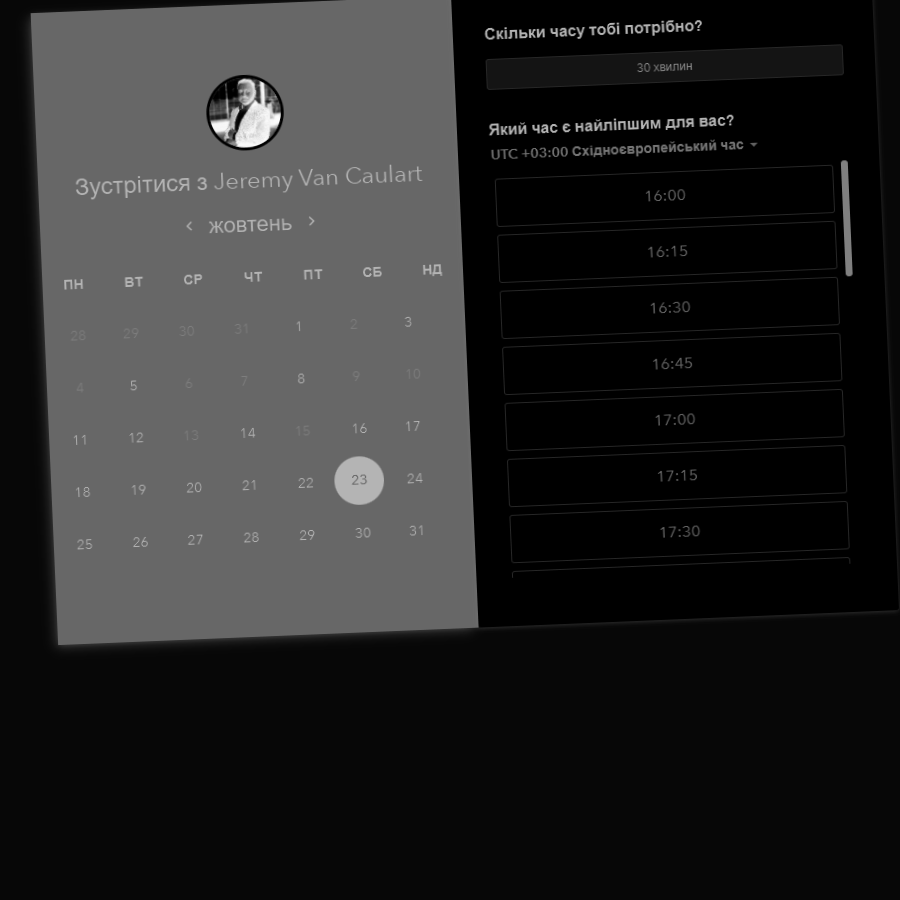 Зустрітися з Jeremy Van Caulart
жовтень
ПН ВТ СР ЧТ ПТ СБ НД
28 29 30 31 1 2 3
4 5 6 7 8 9 10
11 12 13 14 15 16 17
18 19 20 21 22 23 24
25 26 27 28 29 30 31
Скільки часу тобі потрібно?
30 хвилин
Який час є найліпшим для вас?
UTC +03:00 Східноєвропейський час
16:00
16:15
16:30
16:45
17:00
17:15
17:30